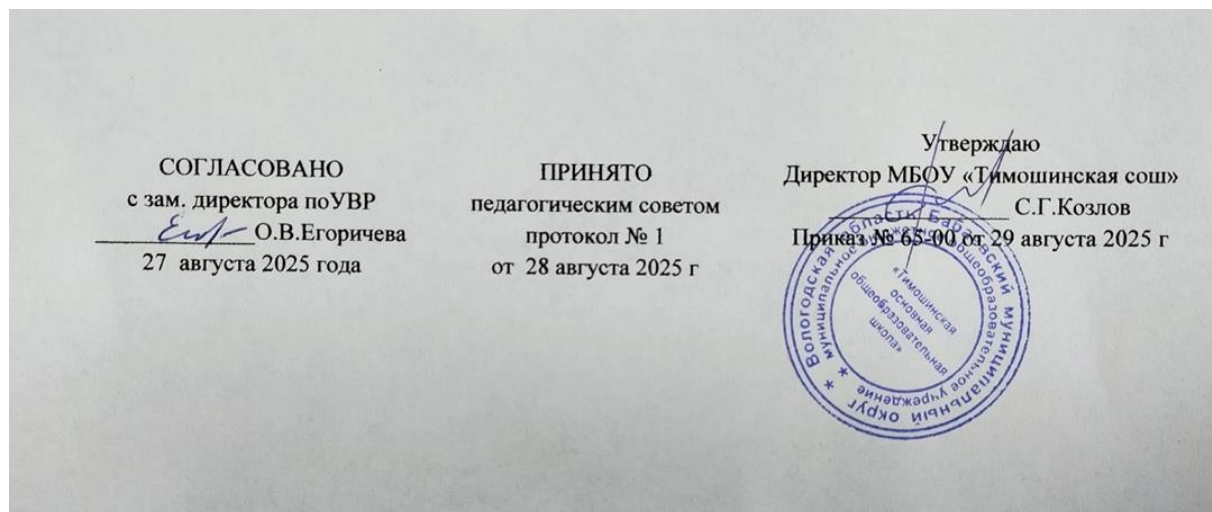 СОГЛАСОВАНО
с зам. директора поУВР
О.В.Егоричева
27 августа 2025 года
ПРИНЯТО
педагогическим советом
протокол № 1
от 28 августа 2025 г
Утверждаю
Директор МБОУ «Тимошинская сош»
С.Г.Козлов
Приказ № 65-00 от 29 августа 2025 г
★ Вологодская область Бабаевский муниципальный округ
★ муниципальное бюджетное общеобразовательное учреждение
«Тимошинская
основная
общеобразовательная
школа»